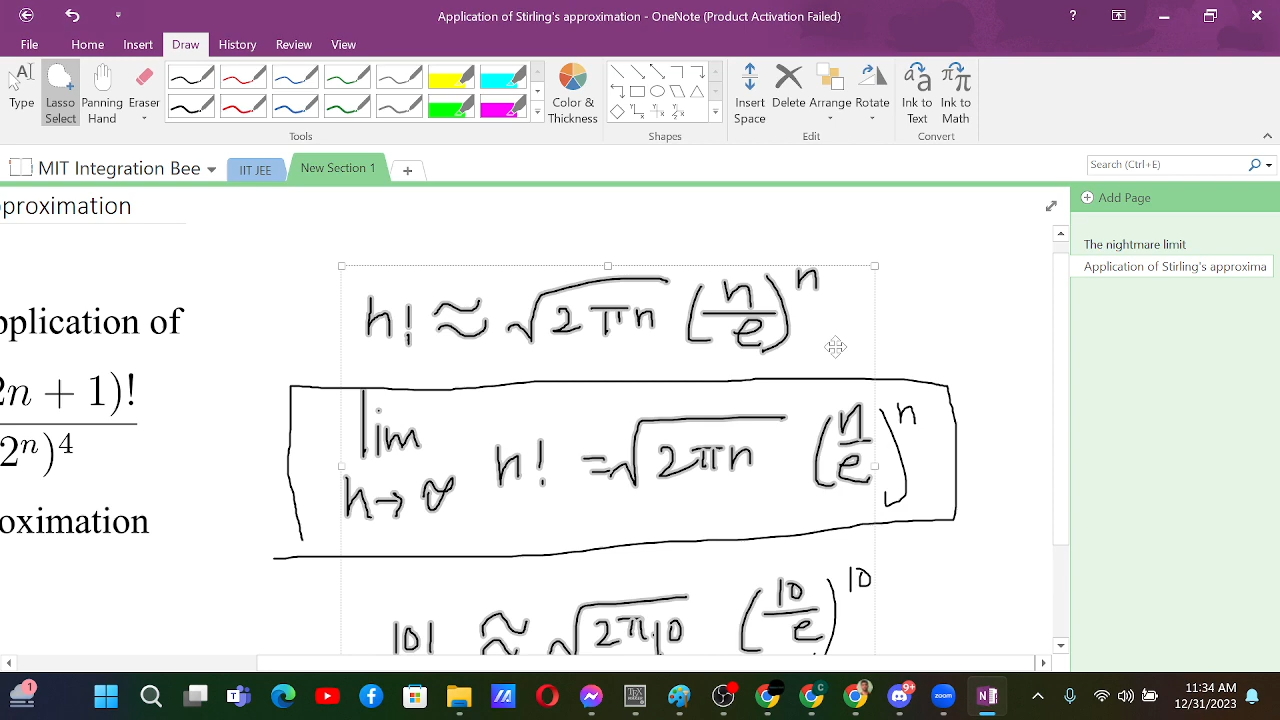 Application of Stirling's approximation - OneNote (Product Activation Failed)
?
File Home Insert Draw History Review View
Type Lasso Select Panning Hand Eraser
Color & Thickness
Insert Space Delete Arrange Rotate
Ink to Text Ink to Math
Tools Shapes Edit Convert
MIT Integration Bee IIT JEE New Section 1 +
Search (Ctrl+E)
Add Page
The nightmare limit
Application of Stirling's approxima
pproximation
pplication of
2n + 1)!
2ⁿ)⁴
oximation
n! ≈ √2πn (n/e)ⁿ
lim n→∞ n! = √2πn (n/e)ⁿ
10! ≈ √2π.10 (10/e)¹⁰
1
9+
zoom
N
11:34 AM
12/31/2023